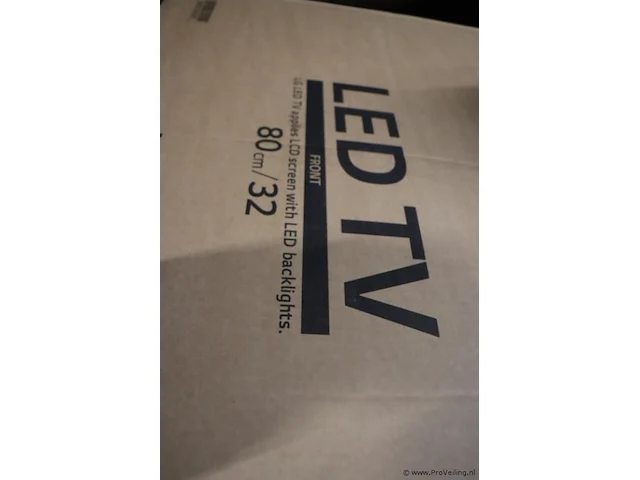 LED TV
FRONT
LG LED TV applies LCD screen with LED backlights.
80cm/32
© www.ProVeiling.nl